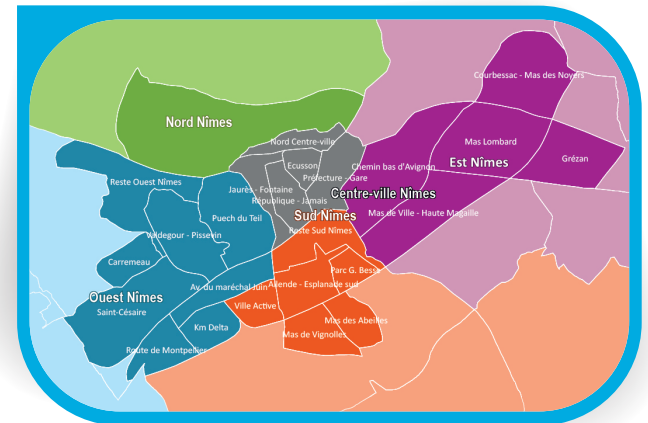 Courbessac - Mas des Noyers
Nord Nîmes
Nord Centre-ville
Mas Lombard
Ecusson
Chemin bas d'Avignon
Est Nîmes
Grézan
Préfecture - Gare
Reste Ouest Nîmes
Jaurès - Fontaine
Centre-ville Nîmes
République - Jamais
Puech du Teil
Sud Nîmes
Mas de Ville - Haute Magaille
Reste Sud Nîmes
Valdegour - Pissevin
Carremeau
Parc G. Besse
Av. du maréchal Juin
Allende - Esplanade sud
Ouest Nîmes
Ville Active
Saint-Césaire
Mas des Abeilles
Km Delta
Mas de Vignolles
Route de Montpellier